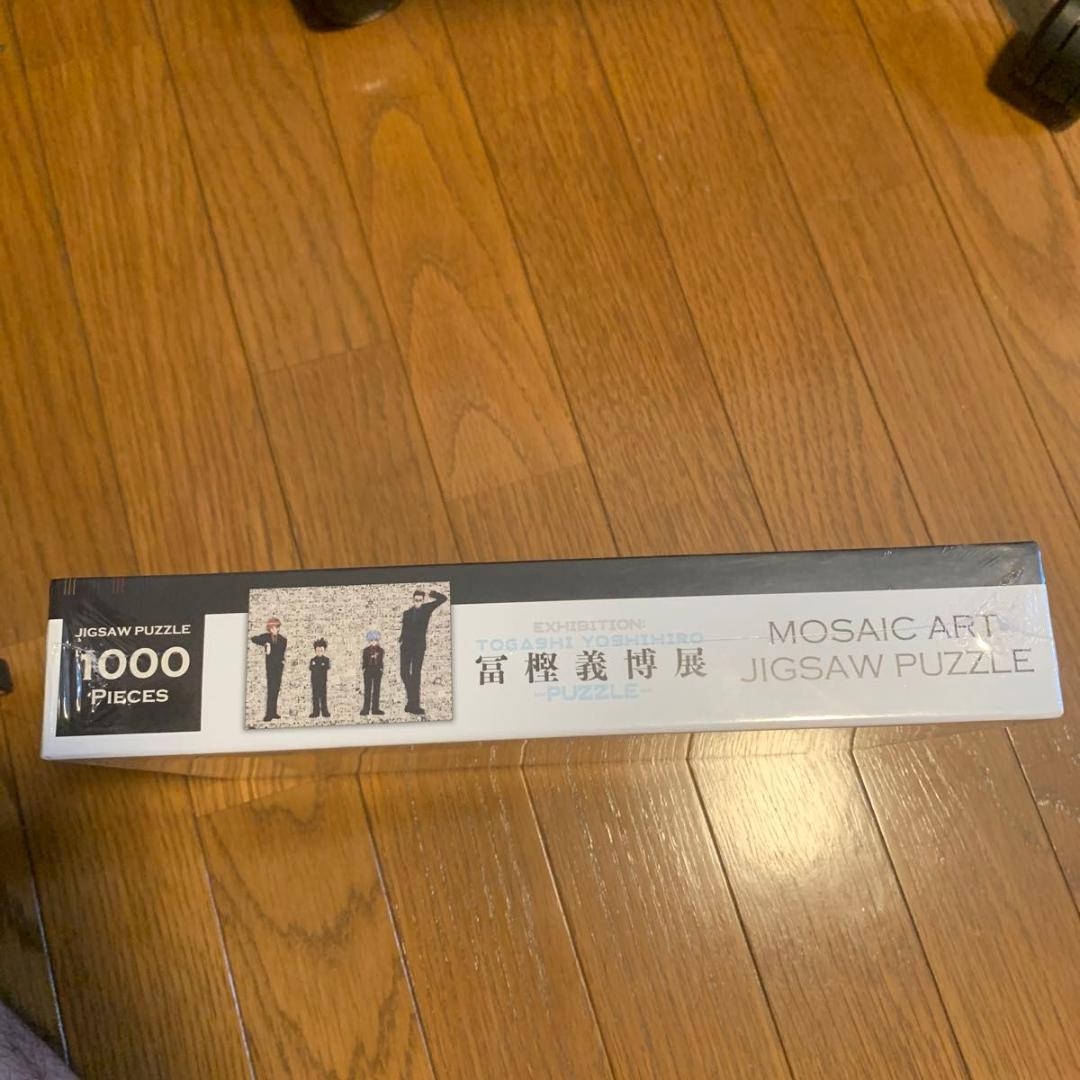 JIGSAW PUZZLE
1000
PIECES
EXHIBITION:
TOGASHI YOSHIHIRO
冨樫義博展
-PUZZLE-
MOSAIC ART
JIGSAW PUZZLE